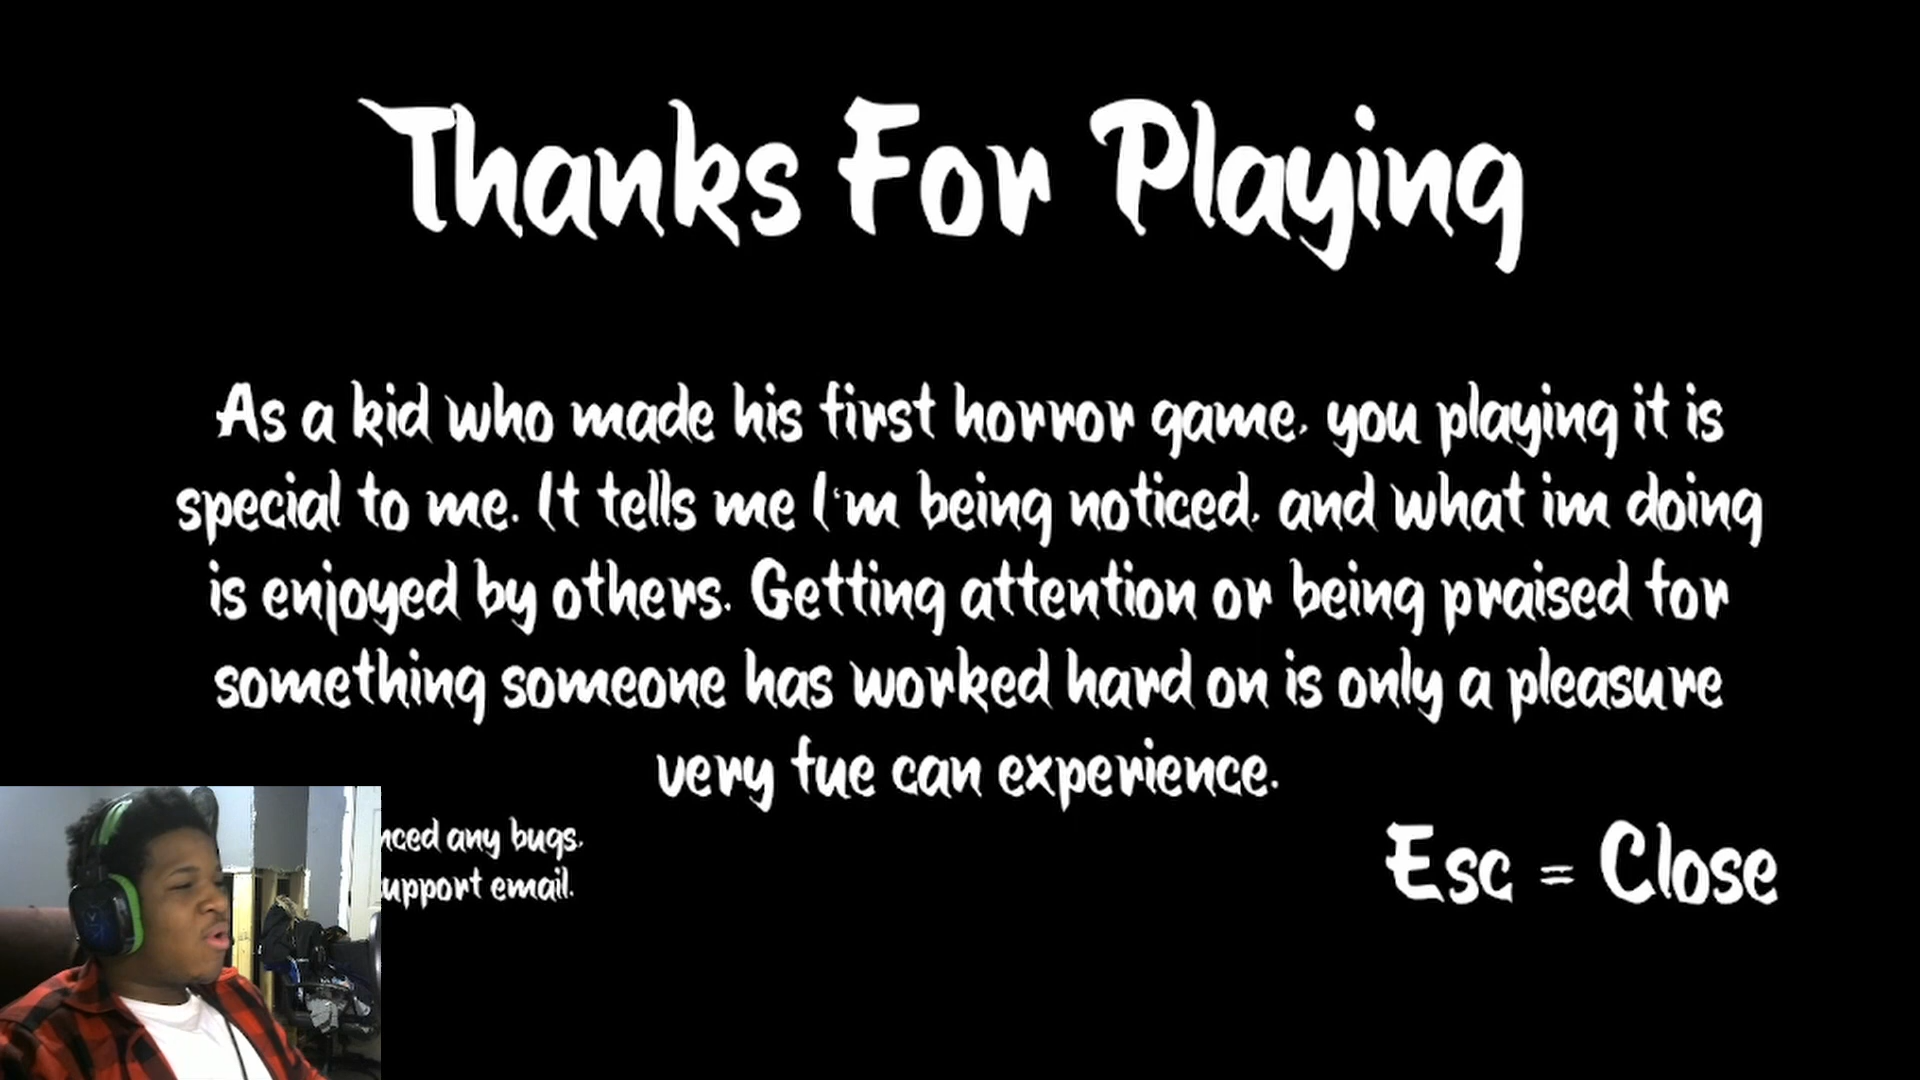 Thanks For Playing
As a kid who made his first horror game, you playing it is
special to me. It tells me I'm being noticed, and what im doing
is enjoyed by others. Getting attention or being praised for
something someone has worked hard on is only a pleasure
very fue can experience.
any bugs,
email.
Esc = Close